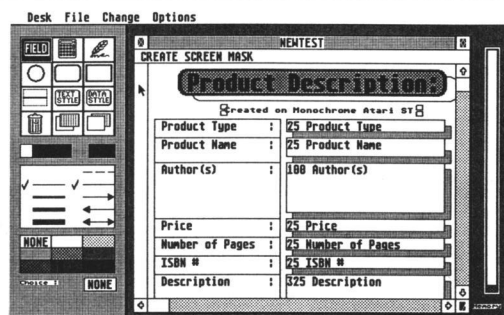 Desk File Change Options
FIELD
TEXT STYLE
DATA STYLE
NONE
Choice :
NONE
NEWTEST
CREATE SCREEN MASK
Product Description:
Created on Monochrome Atari ST
Product Type : 25 Product Type
Product Name : 25 Product Name
Author(s) : 100 Author(s)
Price : 25 Price
Number of Pages : 25 Number of Pages
ISBN # : 25 ISBN #
Description : 325 Description
Memory